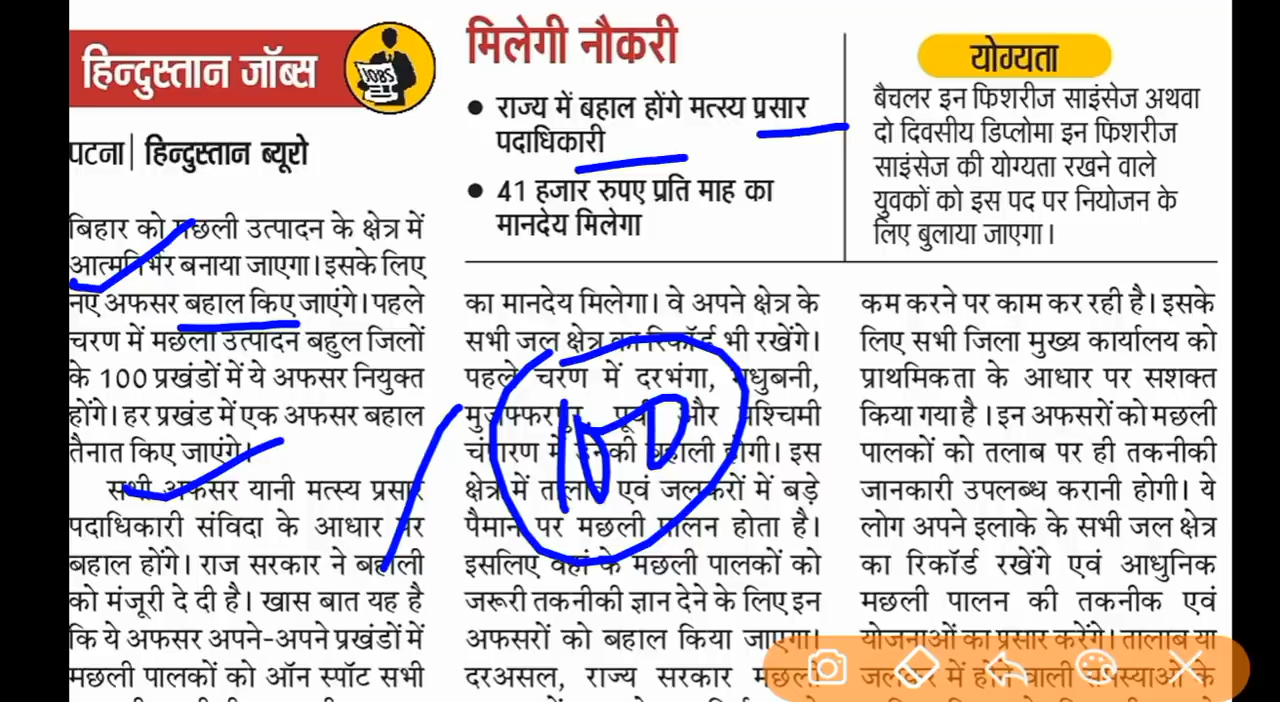 हिन्दुस्तान जॉब्स
JOBS
पटना| हिन्दुस्तान ब्यूरो
बिहार को मछली उत्पादन के क्षेत्र में
आत्मनिर्भर बनाया जाएगा। इसके लिए
नए अफसर बहाल किए जाएंगे। पहले
चरण में मछली उत्पादन बहुल जिलों
के 100 प्रखंडों में ये अफसर नियुक्त
होंगे। हर प्रखंड में एक अफसर बहाल
तैनात किए जाएंगे।
सभी अफसर यानी मत्स्य प्रसार
पदाधिकारी संविदा के आधार पर
बहाल होंगे। राज सरकार ने बहाली
को मंजूरी दे दी है। खास बात यह है
कि ये अफसर अपने-अपने प्रखंडों में
मछली पालकों को ऑन स्पॉट सभी
मिलेगी नौकरी
• राज्य में बहाल होंगे मत्स्य प्रसार
पदाधिकारी
• 41 हजार रुपए प्रति माह का
मानदेय मिलेगा
योग्यता
बैचलर इन फिशरीज साइंसेज अथवा
दो दिवसीय डिप्लोमा इन फिशरीज
साइंसेज की योग्यता रखने वाले
युवकों को इस पद पर नियोजन के
लिए बुलाया जाएगा।
का मानदेय मिलेगा। वे अपने क्षेत्र के
सभी जल क्षेत्र का रिकॉर्ड भी रखेंगे।
पहले चरण में दरभंगा, मधुबनी,
मुजफ्फरपुर, पूर्वी और पश्चिमी
चंपारण में उनकी बहाली होगी। इस
क्षेत्र में तालाब एवं जलकरों में बड़े
पैमाने पर मछली पालन होता है।
इसलिए वहां के मछली पालकों को
जरूरी तकनीकी ज्ञान देने के लिए इन
अफसरों को बहाल किया जाएगा।
दरअसल, राज्य सरकार मछली
100
कम करने पर काम कर रही है। इसके
लिए सभी जिला मुख्य कार्यालय को
प्राथमिकता के आधार पर सशक्त
किया गया है। इन अफसरों को मछली
पालकों को तालाब पर ही तकनीकी
जानकारी उपलब्ध करानी होगी। ये
लोग अपने इलाके के सभी जल क्षेत्र
का रिकॉर्ड रखेंगे एवं आधुनिक
मछली पालन की तकनीक एवं
योजनाओं का प्रसार करेंगे। तालाब या
जलकर में होने वाली समस्याओं के